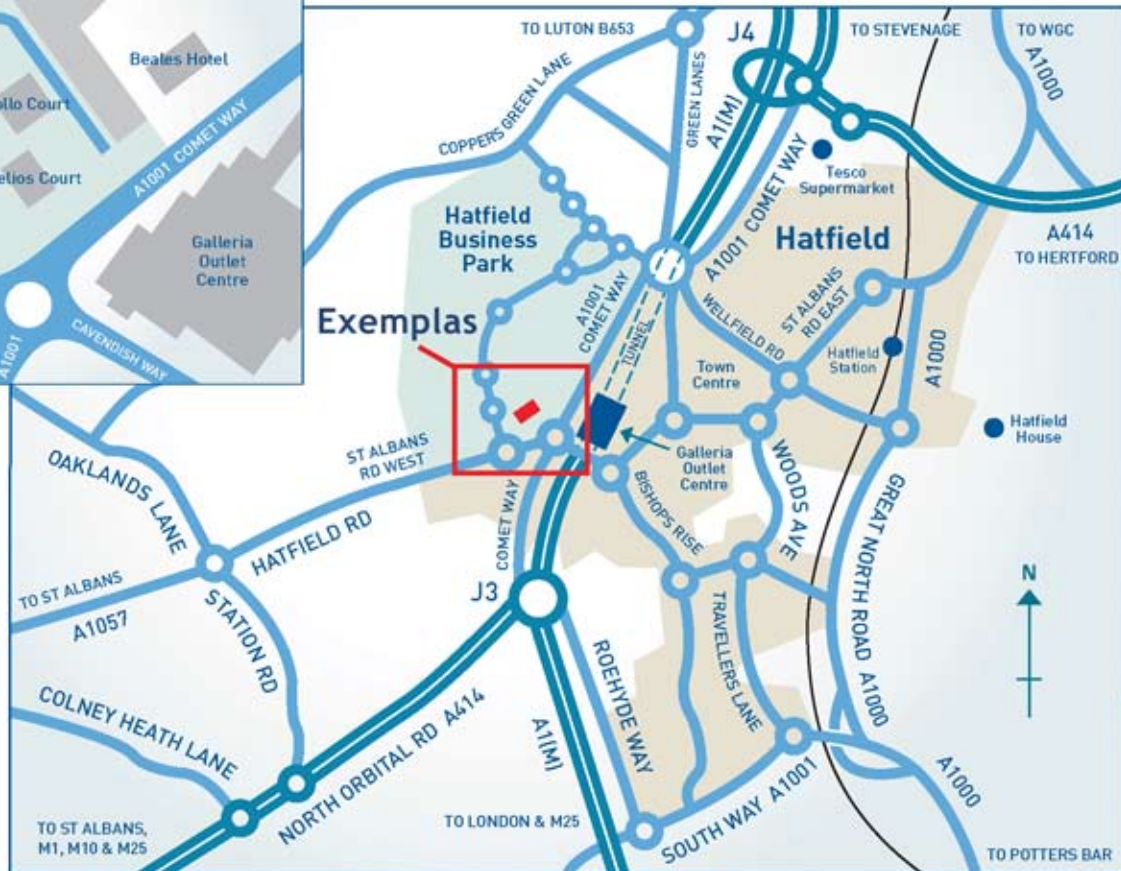 Beales Hotel
Court
Court
A1001 COMET WAY
Galleria
Outlet
Centre
A1001
CAVENDISH WAY
TO LUTON B653
J4
TO STEVENAGE
TO WGC
A1000
COPPERS GREEN LANE
GREEN LANES
A1(M)
A1001 COMET WAY
Tesco
Supermarket
Hatfield
Business
Park
Hatfield
A414
TO HERTFORD
Exemplas
A1001
COMET WAY
TUNNEL
WELLFIELD RD
ST ALBANS
RD EAST
Town
Centre
Hatfield
Station
A1000
Hatfield
House
ST ALBANS
RD WEST
Galleria
Outlet
Centre
OAKLANDS LANE
HATFIELD RD
COMET WAY
BISHOPS RISE
WOODS AVE
GREAT NORTH ROAD A1000
N
TO ST ALBANS
A1057
STATION RD
J3
ROEHYDE WAY
TRAVELLERS LANE
COLNEY HEATH LANE
NORTH ORBITAL RD A414
A1(M)
SOUTH WAY A1001
A1000
TO ST ALBANS,
M1, M10 & M25
TO LONDON & M25
TO POTTERS BAR